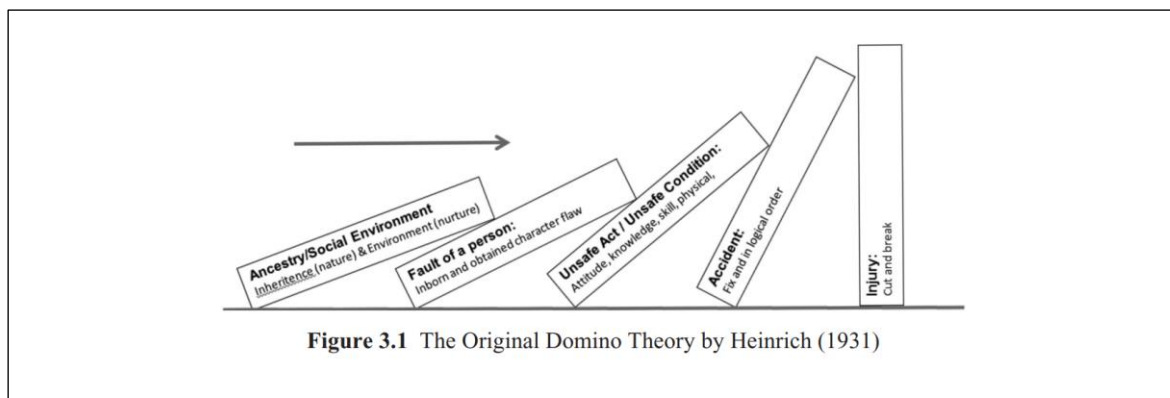 Ancestry/Social Environment
Inheritence (nature) & Environment (nurture)
Fault of a person:
Inborn and obtained character flaw
Unsafe Act / Unsafe Condition:
Attitude, knowledge, skill, physical,
Accident:
Fix and in logical order
Injury:
Cut and break
Figure 3.1 The Original Domino Theory by Heinrich (1931)